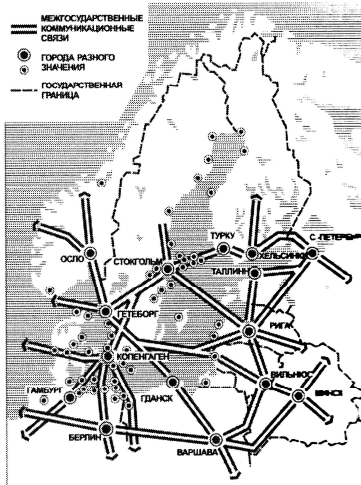 МЕЖГОСУДАРСТВЕННЫЕ
КОММУНИКАЦИОННЫЕ
СВЯЗИ
ГОРОДА РАЗНОГО
ЗНАЧЕНИЯ
ГОСУДАРСТВЕННАЯ
ГРАНИЦА
ТУРКУ
С.-ПЕТЕРБУРГ
ОСЛО
СТОКГОЛЬМ
ХЕЛЬСИНКИ
ТАЛЛИНН
ГЕТЕБОРГ
РИГА
КОПЕНГАГЕН
ГАМБУРГ
ГДАНСК
ВИЛЬНЮС
МИНСК
БЕРЛИН
ВАРШАВА